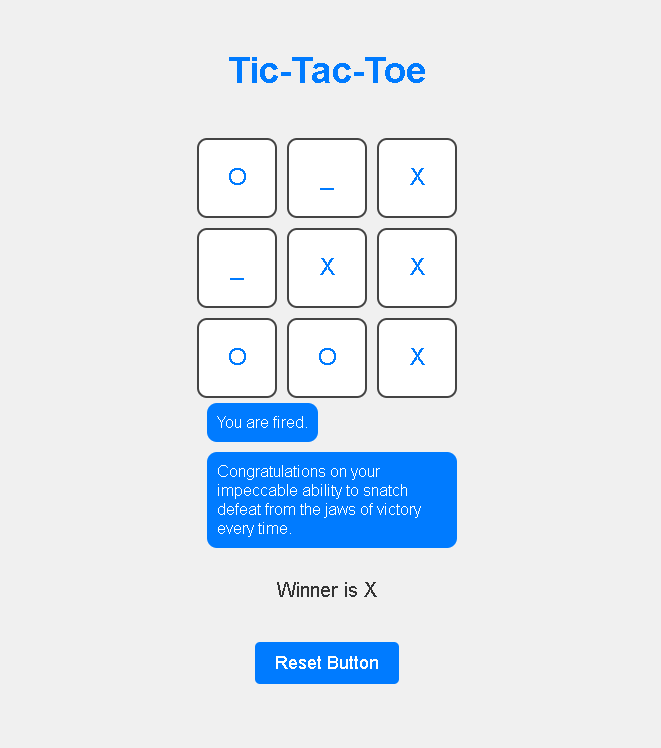 Tic-Tac-Toe
O _ X
_ X X
O O X
You are fired.
Congratulations on your
impeccable ability to snatch
defeat from the jaws of victory
every time.
Winner is X
Reset Button